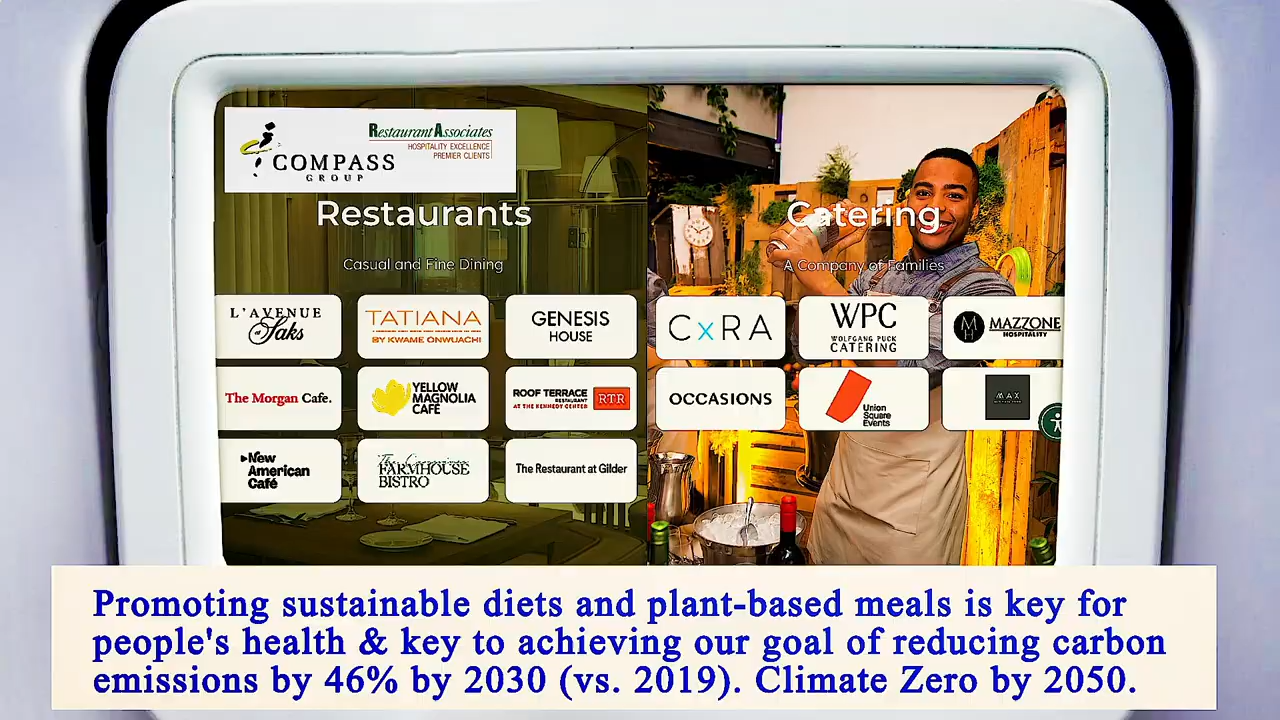 COMPASS
GROUP
Restaurant Associates
HOSPITALITY EXCELLENCE
PREMIER CLIENTS
Restaurants
Casual and Fine Dining
L'AVENUE
at Saks
TATIANA
BY KWAME ONWUACHI
GENESIS
HOUSE
The Morgan Cafe.
YELLOW
MAGNOLIA
CAFÉ
ROOF TERRACE
RESTAURANT
AT THE KENNEDY CENTER
RTR
New
American
Café
FARMHOUSE
BISTRO
The Restaurant at Gilder
Catering
A Company of Families
CxRA
WPC
WOLFGANG PUCK
CATERING
MH
MAZZONE
HOSPITALITY
OCCASIONS
Union
Square
Events
MAX
Promoting sustainable diets and plant-based meals is key for
people's health & key to achieving our goal of reducing carbon
emissions by 46% by 2030 (vs. 2019). Climate Zero by 2050.